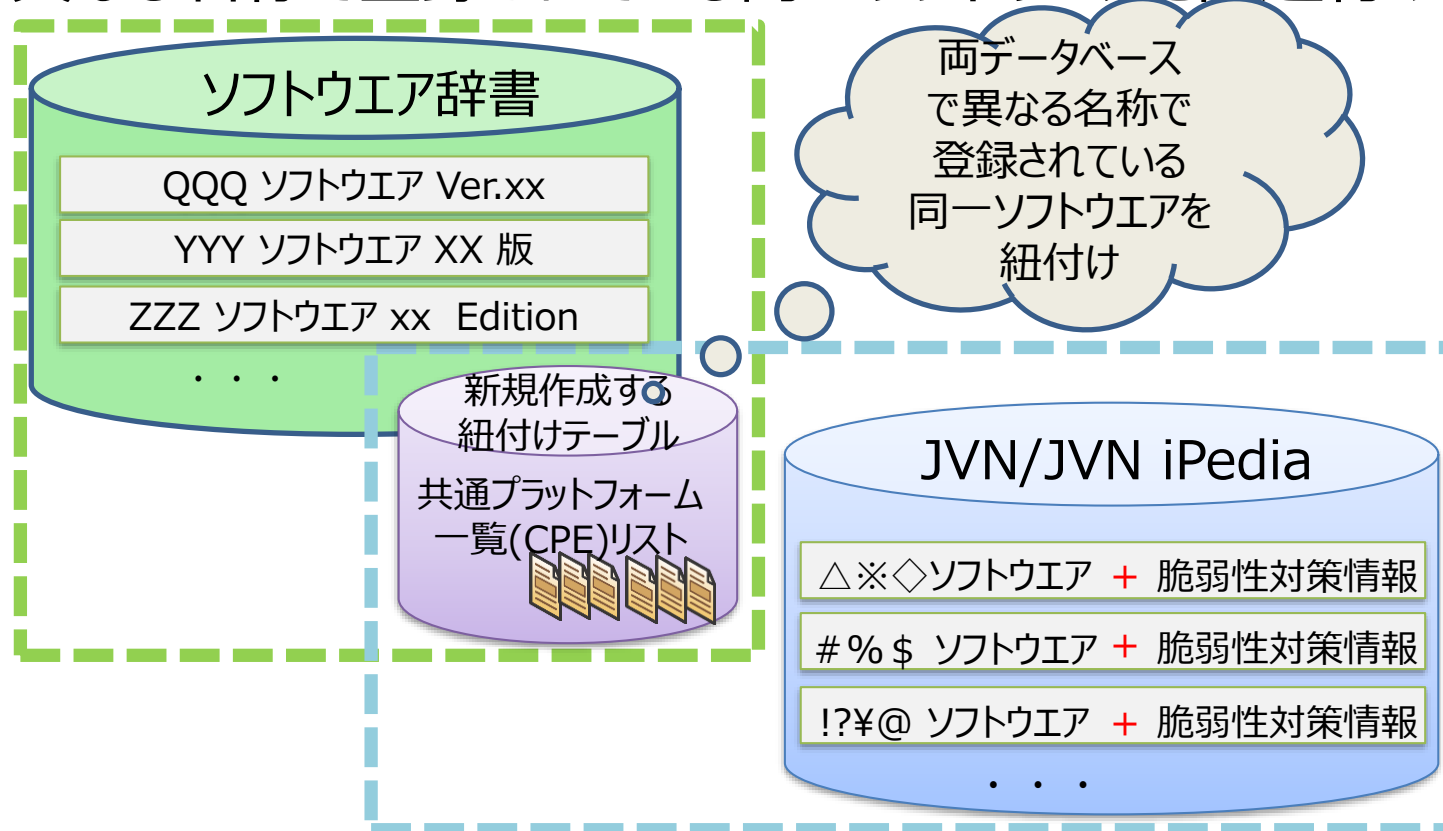 ソフトウエア辞書
QQQ ソフトウエア Ver.xx
YYY ソフトウエア XX 版
ZZZ ソフトウエア xx Edition
・・・
両データベース
で異なる名称で
登録されている
同一ソフトウエアを
紐付け
新規作成する
紐付けテーブル
共通プラットフォーム
一覧(CPE)リスト
JVN/JVN iPedia
△※◇ソフトウエア + 脆弱性対策情報
#%$ ソフトウエア + 脆弱性対策情報
!?¥@ ソフトウエア + 脆弱性対策情報
・・・